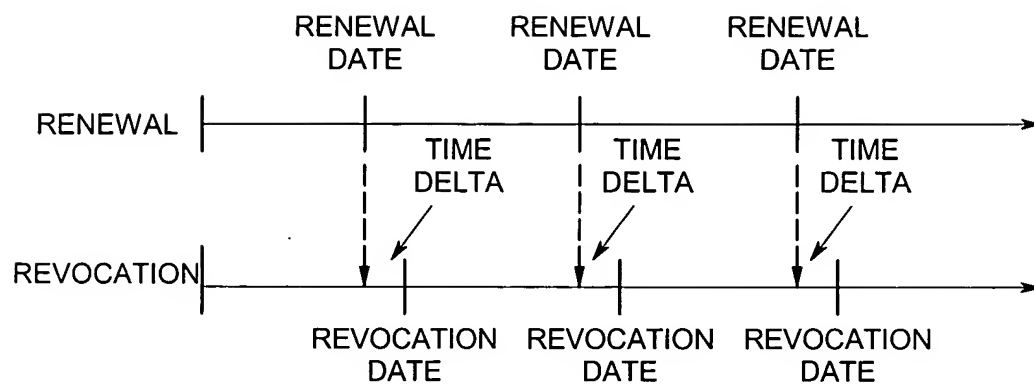 RENEWAL RENEWAL RENEWAL
DATE DATE DATE
RENEWAL
TIME TIME TIME
DELTA DELTA DELTA
REVOCATION
REVOCATION REVOCATION REVOCATION
DATE DATE DATE